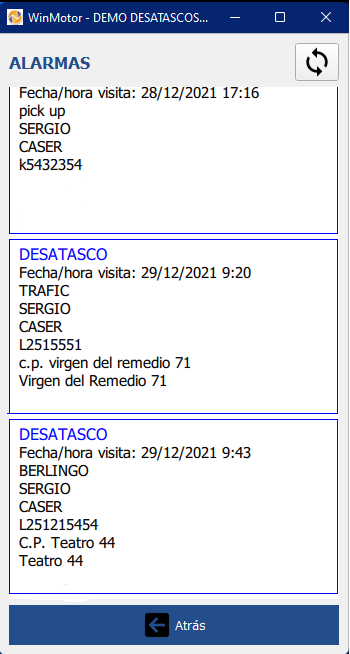 WinMotor - DEMO DESATASCOS...
ALARMAS
Fecha/hora visita: 28/12/2021 17:16
pick up
SERGIO
CASER
k5432354
DESATASCO
Fecha/hora visita: 29/12/2021 9:20
TRAFIC
SERGIO
CASER
L2515551
c.p. virgen del remedio 71
Virgen del Remedio 71
DESATASCO
Fecha/hora visita: 29/12/2021 9:43
BERLINGO
SERGIO
CASER
L251215454
C.P. Teatro 44
Teatro 44
Atrás